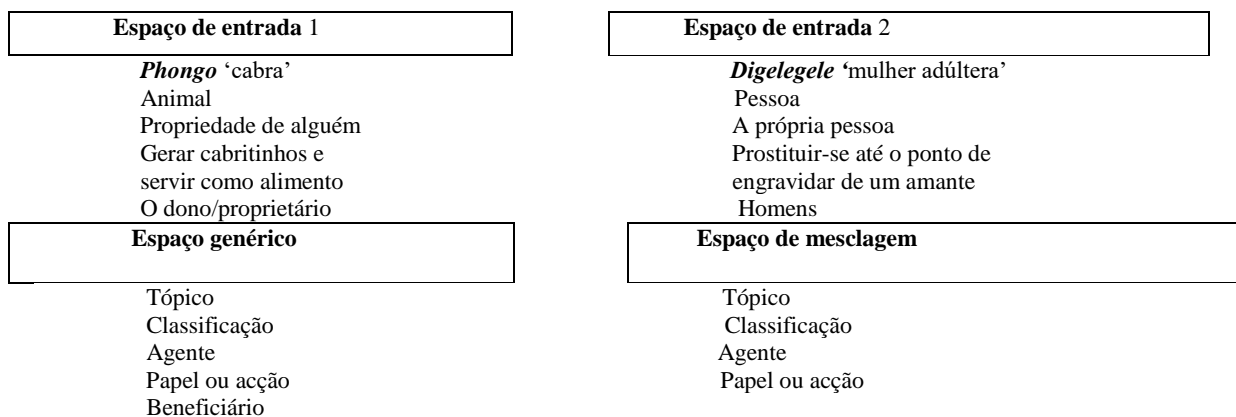 Espaço de entrada 1
Phongo ‘cabra’
Animal
Propriedade de alguém
Gerar cabritinhos e
servir como alimento
O dono/proprietário
Espaço de entrada 2
Digelegele ‘mulher adúltera’
Pessoa
A própria pessoa
Prostituir-se até o ponto de
engravidar de um amante
Homens
Espaço genérico
Tópico
Classificação
Agente
Papel ou acção
Beneficiário
Espaço de mesclagem
Tópico
Classificação
Agente
Papel ou acção